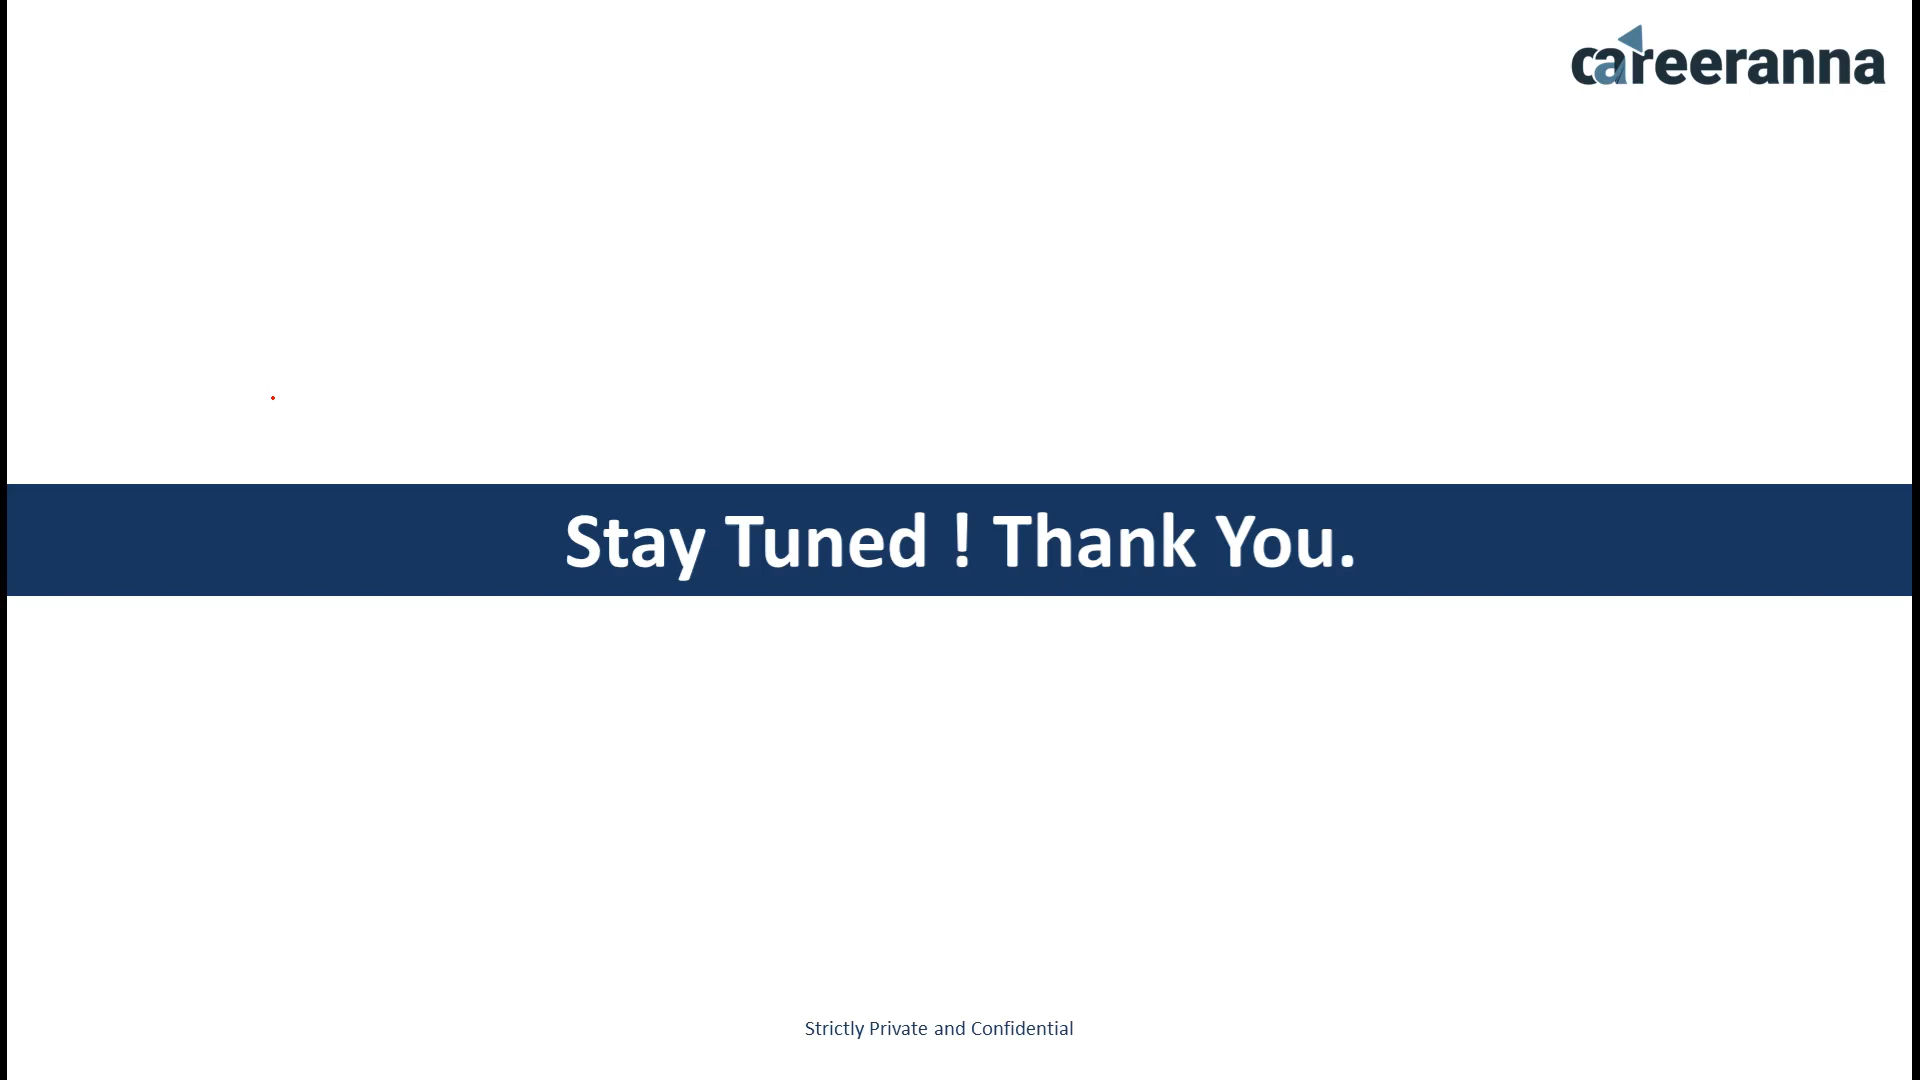 careeranna
Stay Tuned ! Thank You.
Strictly Private and Confidential